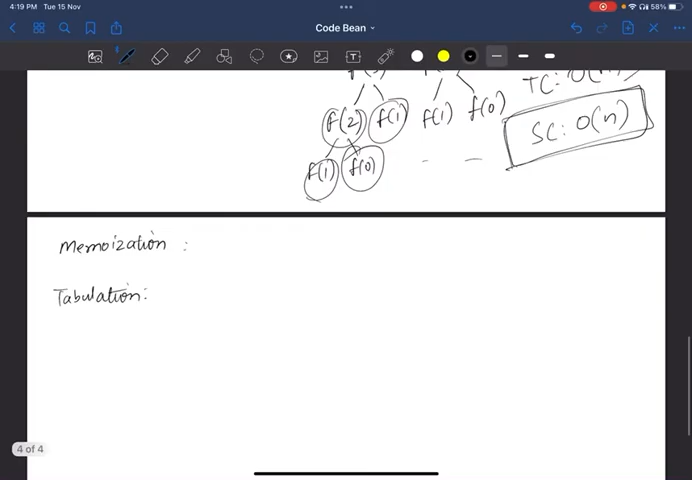 4:19 PM Tue 15 Nov
58%
Code Bean
TC: O(n)
f(2) f(1) f(1) f(0)
SC: O(n)
f(1) f(0)
Memoization :
Tabulation:
4 of 4